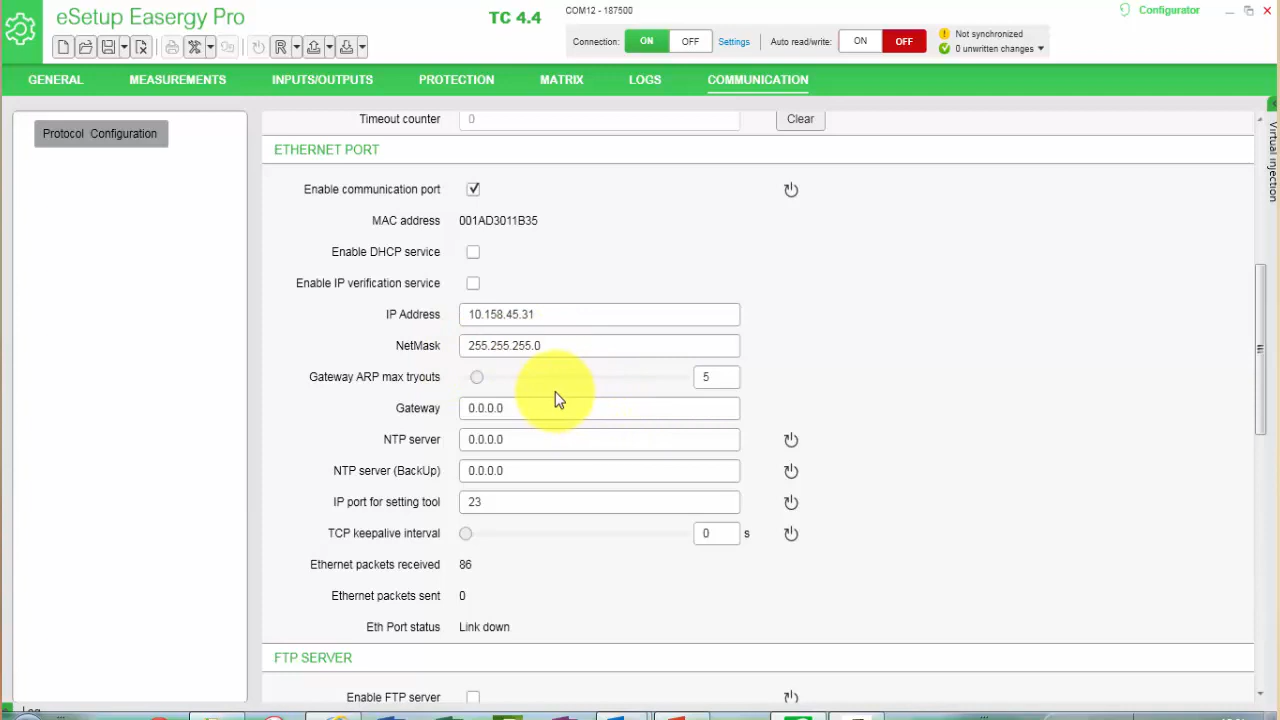 eSetup Easergy Pro
TC 4.4
COM12 - 187500
Configurator
Connection: ON OFF Settings Auto read/write: ON OFF
Not synchronized
0 unwritten changes
GENERAL MEASUREMENTS INPUTS/OUTPUTS PROTECTION MATRIX LOGS COMMUNICATION
Protocol Configuration
Virtual injection
Timeout counter 0 Clear
ETHERNET PORT
Enable communication port
MAC address 001AD3011B35
Enable DHCP service
Enable IP verification service
IP Address 10.158.45.31
NetMask 255.255.255.0
Gateway ARP max tryouts 5
Gateway 0.0.0.0
NTP server 0.0.0.0
NTP server (BackUp) 0.0.0.0
IP port for setting tool 23
TCP keepalive interval 0 s
Ethernet packets received 86
Ethernet packets sent 0
Eth Port status Link down
FTP SERVER
Enable FTP server